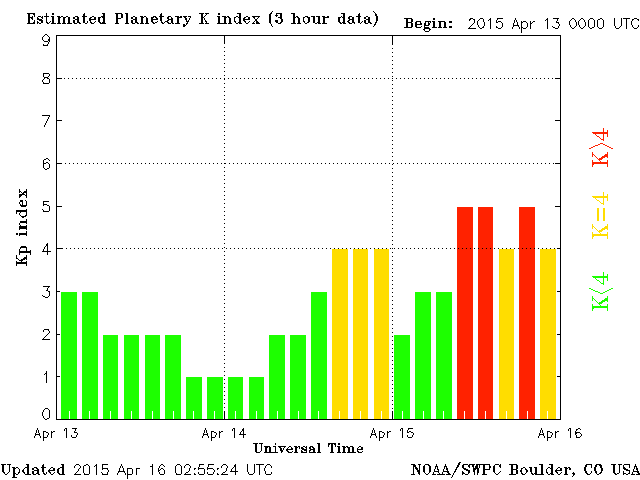 Estimated Planetary K index (3 hour data) Begin: 2015 Apr 13 0000 UTC
9
8
7
6
5
4
3
2
1
0
Kp index
K>4
K=4
K<4
Apr 13 Apr 14 Apr 15 Apr 16
Universal Time
Updated 2015 Apr 16 02:55:24 UTC NOAA/SWPC Boulder, CO USA